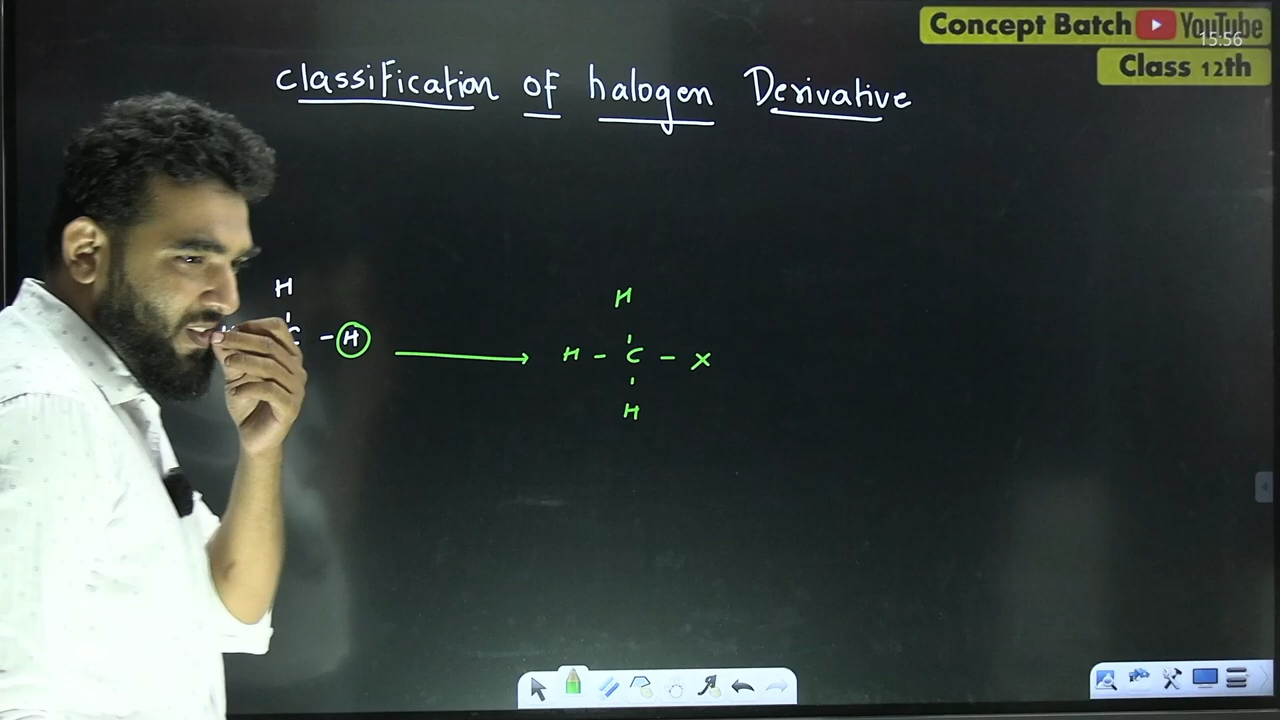 Concept Batch YouTube
15:56
Class 12th
classification of halogen Derivative
H
C - H
H
H - C - X
H